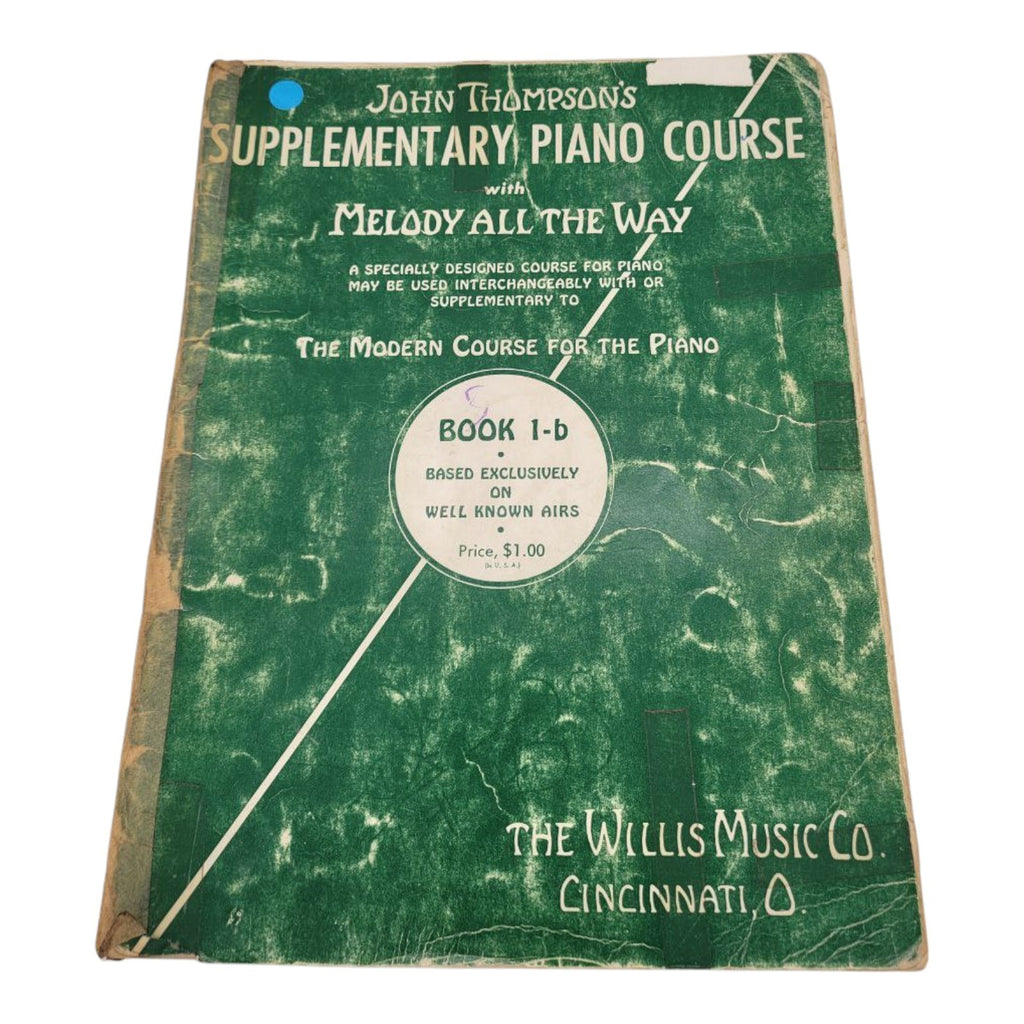 JOHN THOMPSON'S
SUPPLEMENTARY PIANO COURSE
with
MELODY ALL THE WAY
A SPECIALLY DESIGNED COURSE FOR PIANO
MAY BE USED INTERCHANGEABLY WITH OR
SUPPLEMENTARY TO
THE MODERN COURSE FOR THE PIANO
BOOK 1-b
BASED EXCLUSIVELY
ON
WELL KNOWN AIRS
Price, $1.00
(In U. S. A.)
THE WILLIS MUSIC CO.
CINCINNATI, O.